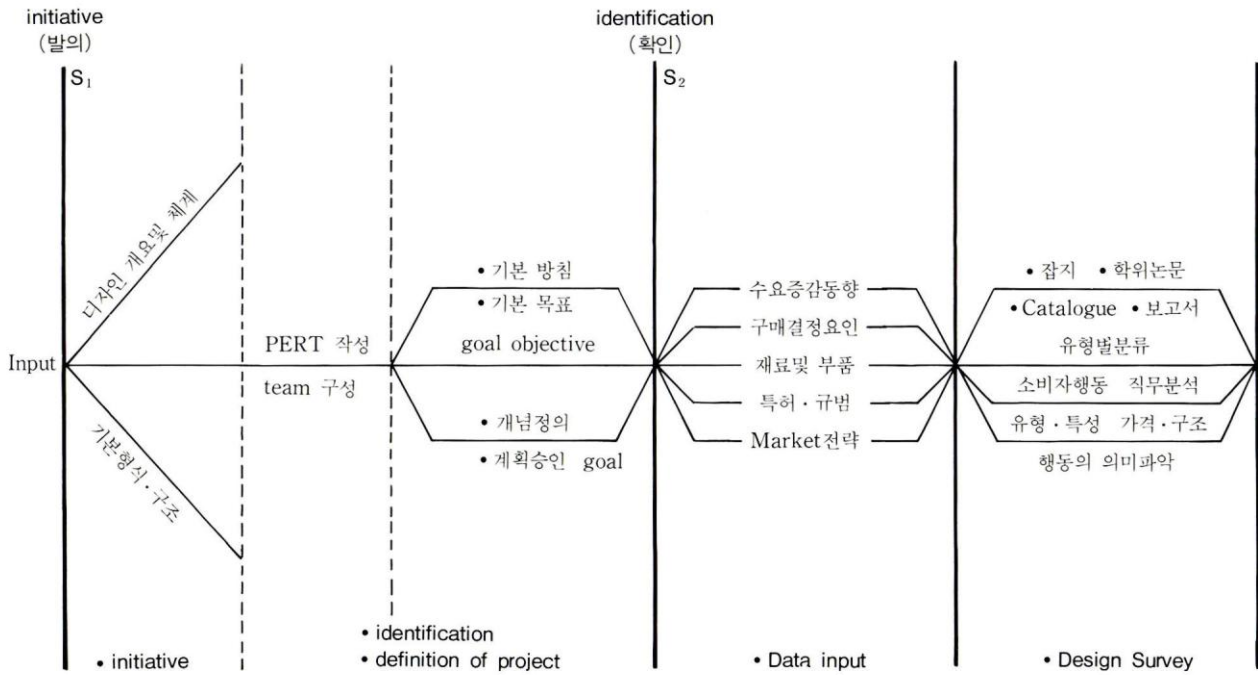 initiative
(발의)
identification
(확인)
S₁
S₂
디자인 개요및 체계
Input
기본형식·구조
PERT 작성
team 구성
• 기본 방침
• 기본 목표
goal objective
• 개념정의
• 계획승인 goal
수요증감동향
구매결정요인
재료및 부품
특허·규범
Market전략
• 잡지 • 학위논문
• Catalogue • 보고서
유형별분류
소비자행동 직무분석
유형·특성 가격·구조
행동의 의미파악
• initiative
• identification
• definition of project
• Data input
• Design Survey